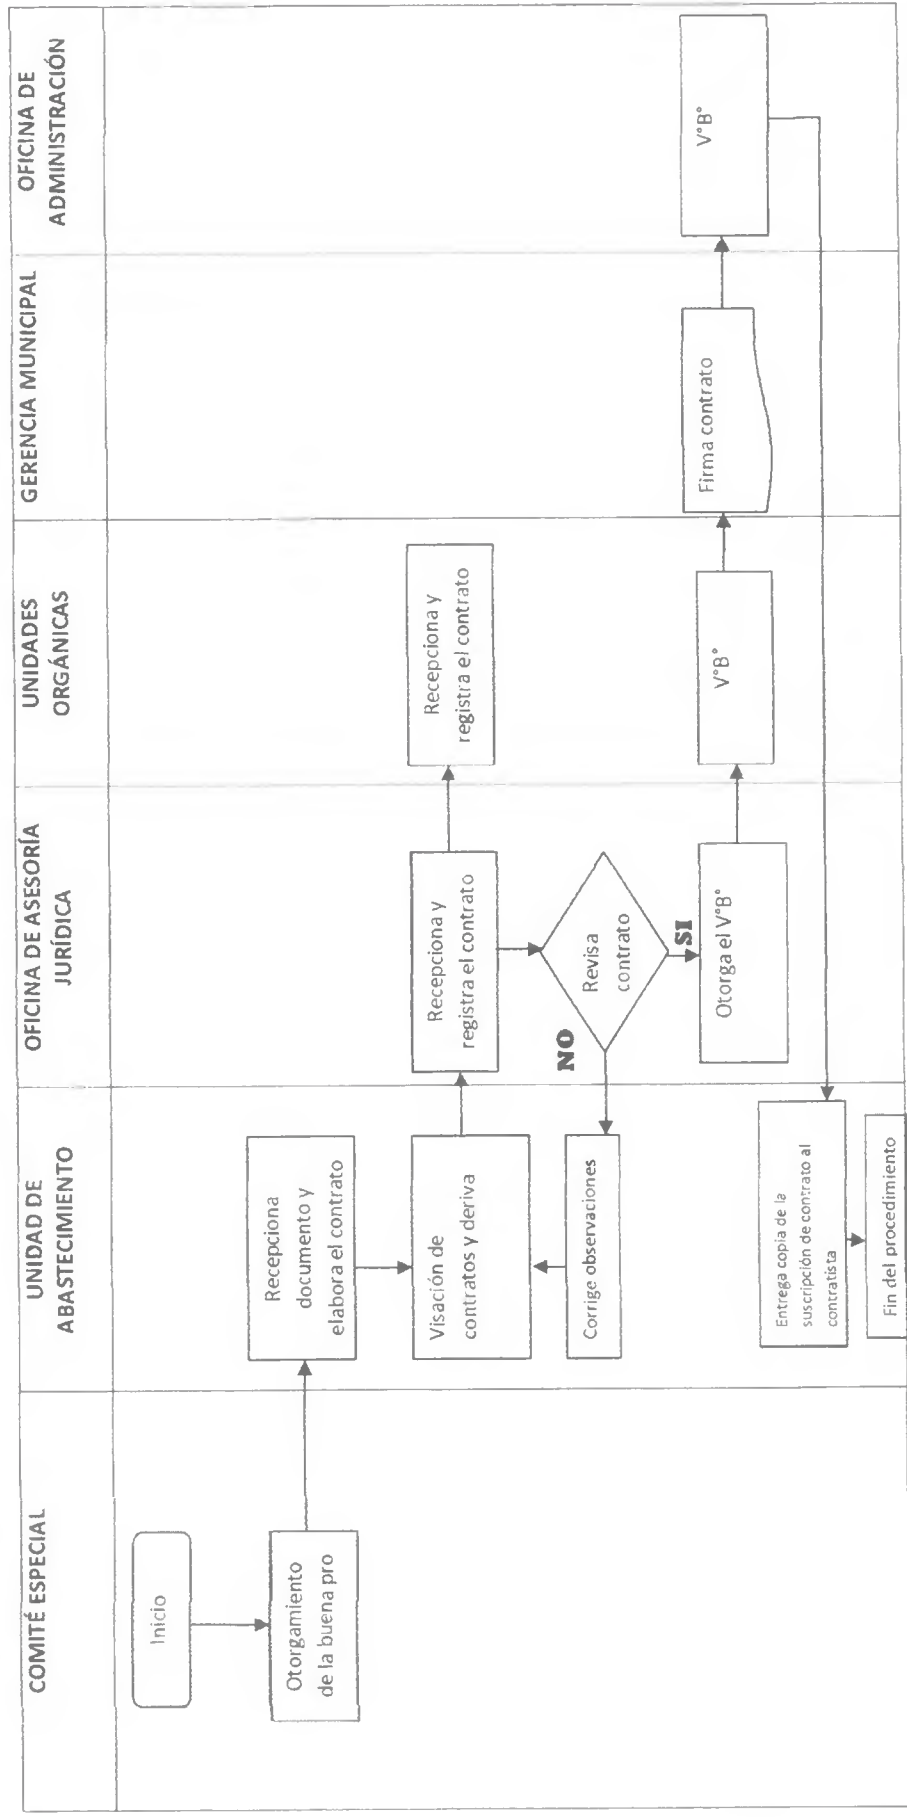 COMITÉ ESPECIAL
UNIDAD DE
ABASTECIMIENTO
OFICINA DE ASESORÍA
JURÍDICA
UNIDADES
ORGÁNICAS
GERENCIA MUNICIPAL
OFICINA DE
ADMINISTRACIÓN
Inicio
Otorgamiento
de la buena pro
Recepciona
documento y
elabora el contrato
Visación de
contratos y deriva
Recepciona y
registra el contrato
Recepciona y
registra el contrato
Revisa
contrato
NO
SI
Corrige observaciones
Otorga el V°B°
V°B°
Firma contrato
V°B°
Entrega copia de la
suscripción de contrato al
contratista
Fin del procedimiento